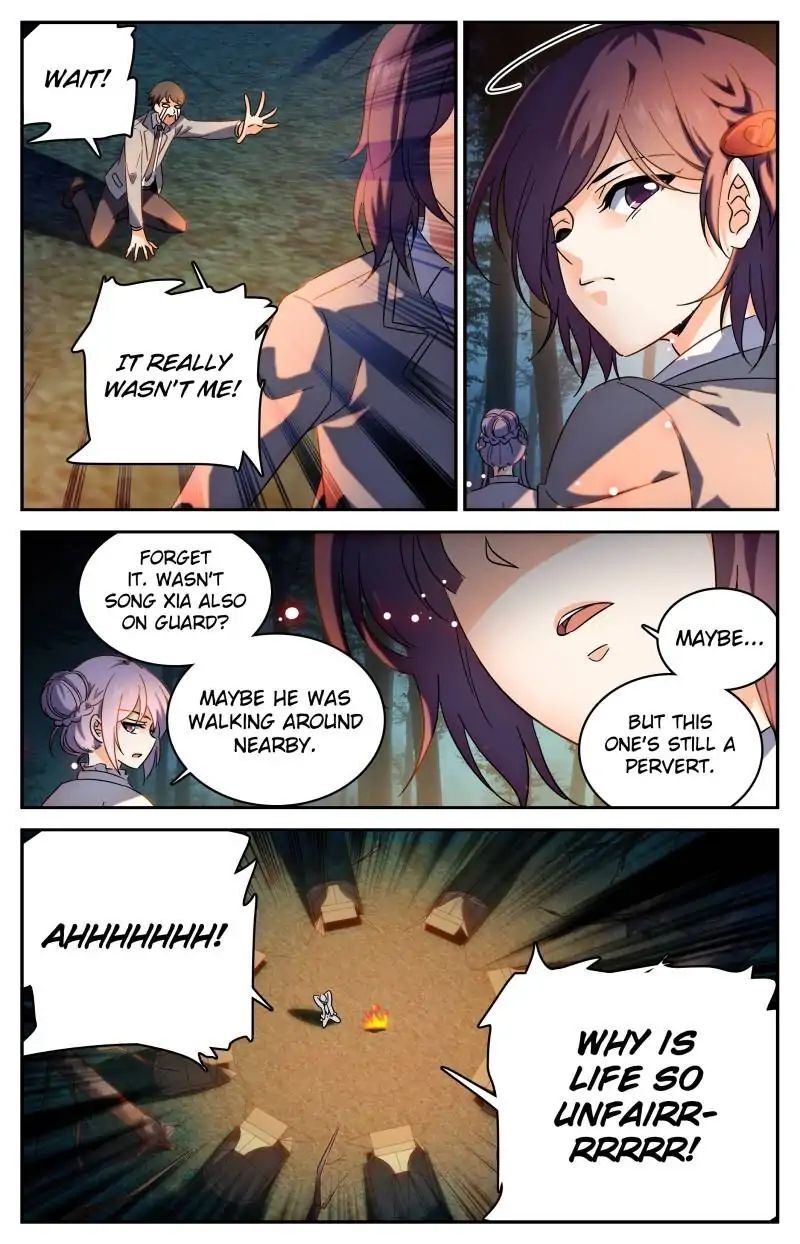 WAIT!
IT REALLY
WASN'T ME!
FORGET
IT. WASN'T
SONG XIA ALSO
ON GUARD?
MAYBE HE WAS
WALKING AROUND
NEARBY.
MAYBE...
BUT THIS
ONE'S STILL A
PERVERT.
AHHHHHHH!
WHY IS
LIFE SO
UNFAIRR-
RRRRR!